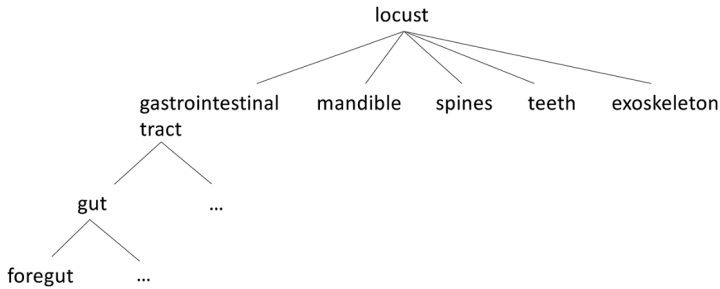 locust
gastrointestinal mandible spines teeth exoskeleton
tract
gut ...
foregut ...